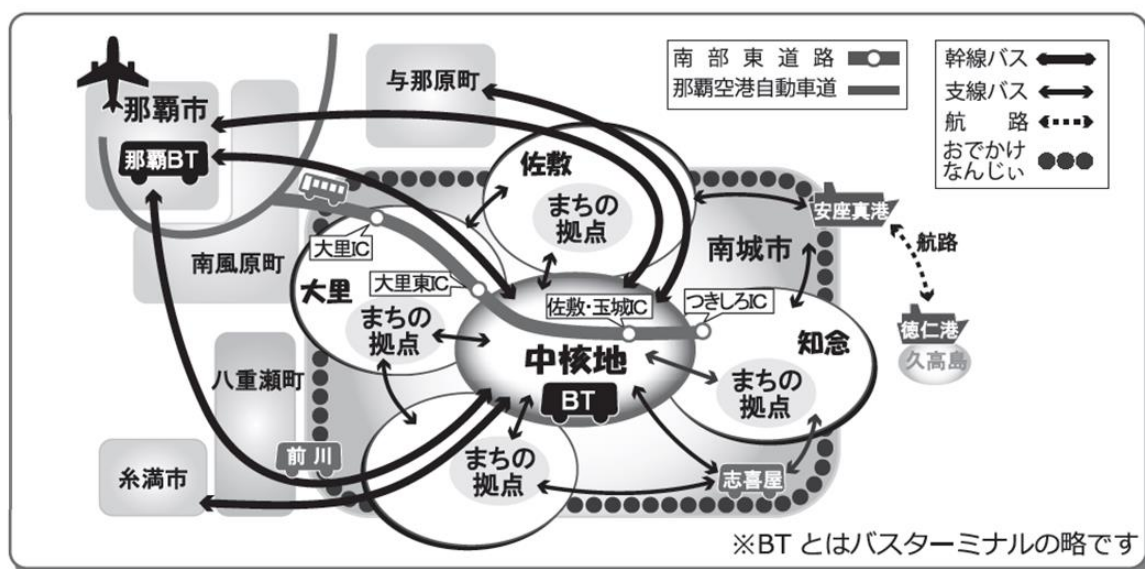 南部東道路
那覇空港自動車道
幹線バス
支線バス
航路
おでかけ
なんじぃ
与那原町
那覇市
那覇BT
佐敷
まちの
拠点
安座真港
南城市
航路
大里IC
南風原町
大里東IC
大里
佐敷・玉城IC
つきしろIC
徳仁港
久高島
知念
まちの
拠点
中核地
まちの
拠点
BT
八重瀬町
前川
糸満市
まちの
拠点
志喜屋
※BTとはバスターミナルの略です